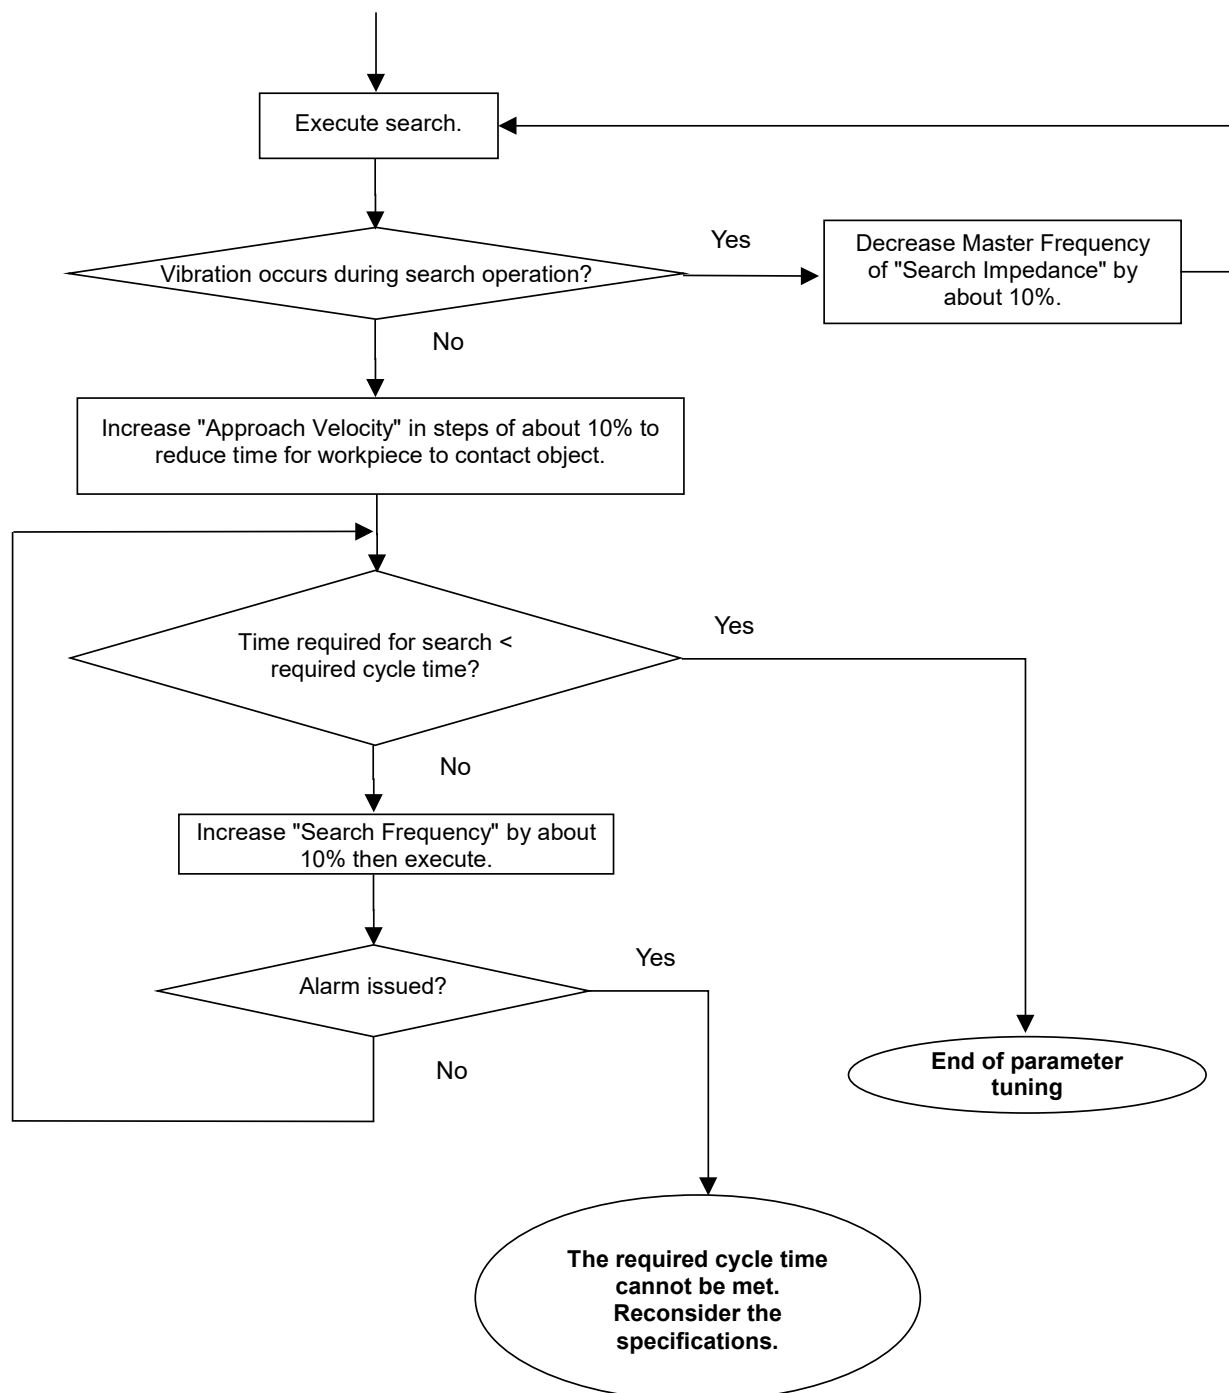 Execute search.
Vibration occurs during search operation?
Yes
Decrease Master Frequency
of "Search Impedance" by
about 10%.
No
Increase "Approach Velocity" in steps of about 10% to
reduce time for workpiece to contact object.
Time required for search <
required cycle time?
Yes
No
Increase "Search Frequency" by about
10% then execute.
Alarm issued?
Yes
No
End of parameter
tuning
The required cycle time
cannot be met.
Reconsider the
specifications.